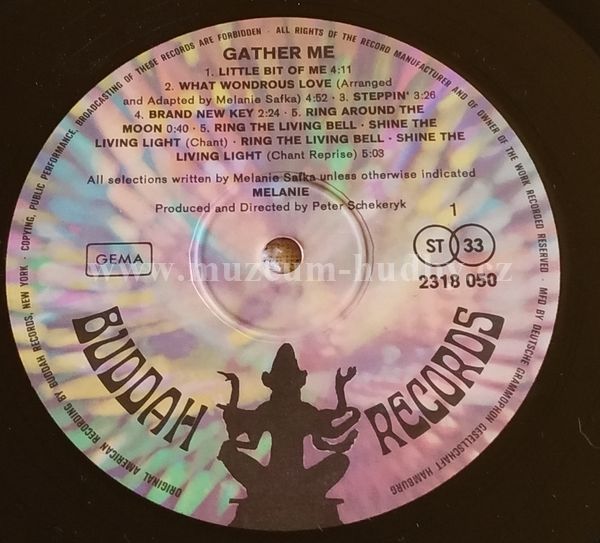 COPYING, PUBLIC PERFORMANCE, BROADCASTING OF THESE RECORDS ARE FORBIDDEN · ALL RIGHTS OF THE RECORD MANUFACTURER AND OF OWNER OF THE WORK RECORDED RESERVED · MFD BY DEUTSCHE GRAMMOPHON GESELLSCHAFT HAMBURG
GATHER ME
1. LITTLE BIT OF ME 4:11
2. WHAT WONDROUS LOVE (Arranged
and Adapted by Melanie Safka) 4:52 · 3. STEPPIN' 3:26
4. BRAND NEW KEY 2:24 · 5. RING AROUND THE
MOON 0:40 · 5. RING THE LIVING BELL · SHINE THE
LIVING LIGHT (Chant) · RING THE LIVING BELL · SHINE THE
LIVING LIGHT (Chant Reprise) 5:03
All selections written by Melanie Safka unless otherwise indicated
MELANIE
Produced and Directed by Peter Schekeryk
1
GEMA
ST 33
2318 050
www.muzeum-hudby.cz
BUDDAH RECORDS
ORIGINAL AMERICAN RECORDING BY BUDDAH RECORDS, NEW YORK ·